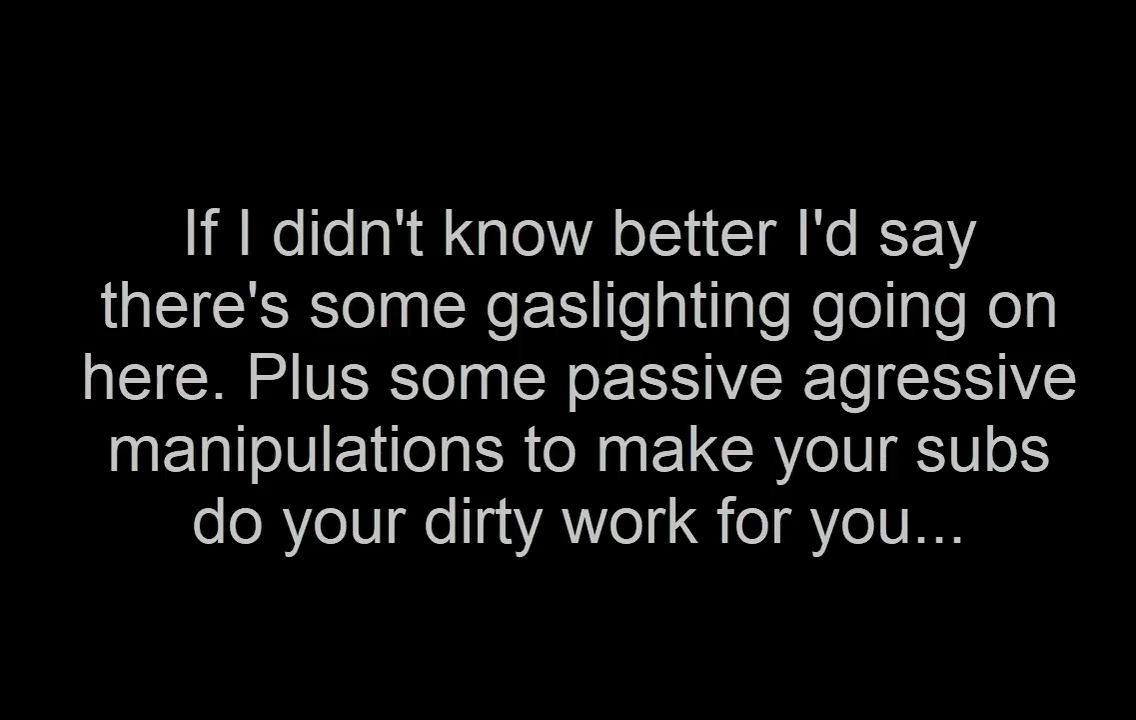 If I didn't know better I'd say
there's some gaslighting going on
here. Plus some passive agressive
manipulations to make your subs
do your dirty work for you...